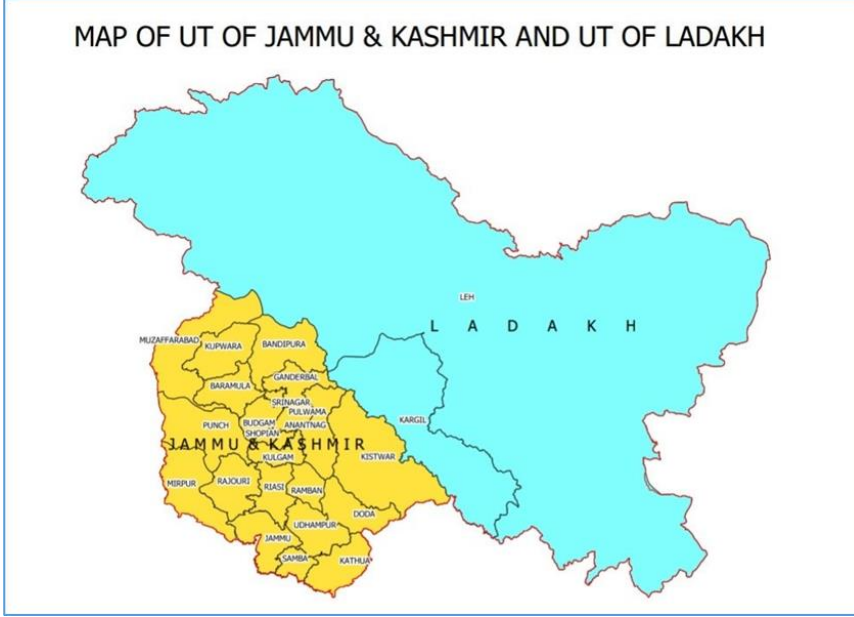 MAP OF UT OF JAMMU & KASHMIR AND UT OF LADAKH
LEH
L A D A K H
MUZAFFARABAD
KUPWARA
BANDIPURA
GANDERBAL
BARAMULA
SRINAGAR
PULWAMA
KARGIL
PUNCH
BUDGAM
ANANTNAG
SHOPIAN
JAMMU & KASHMIR
KULGAM
KISTWAR
MIRPUR
RAJOURI
RIASI
RAMBAN
DODA
UDHAMPUR
JAMMU
SAMBA
KATHUA